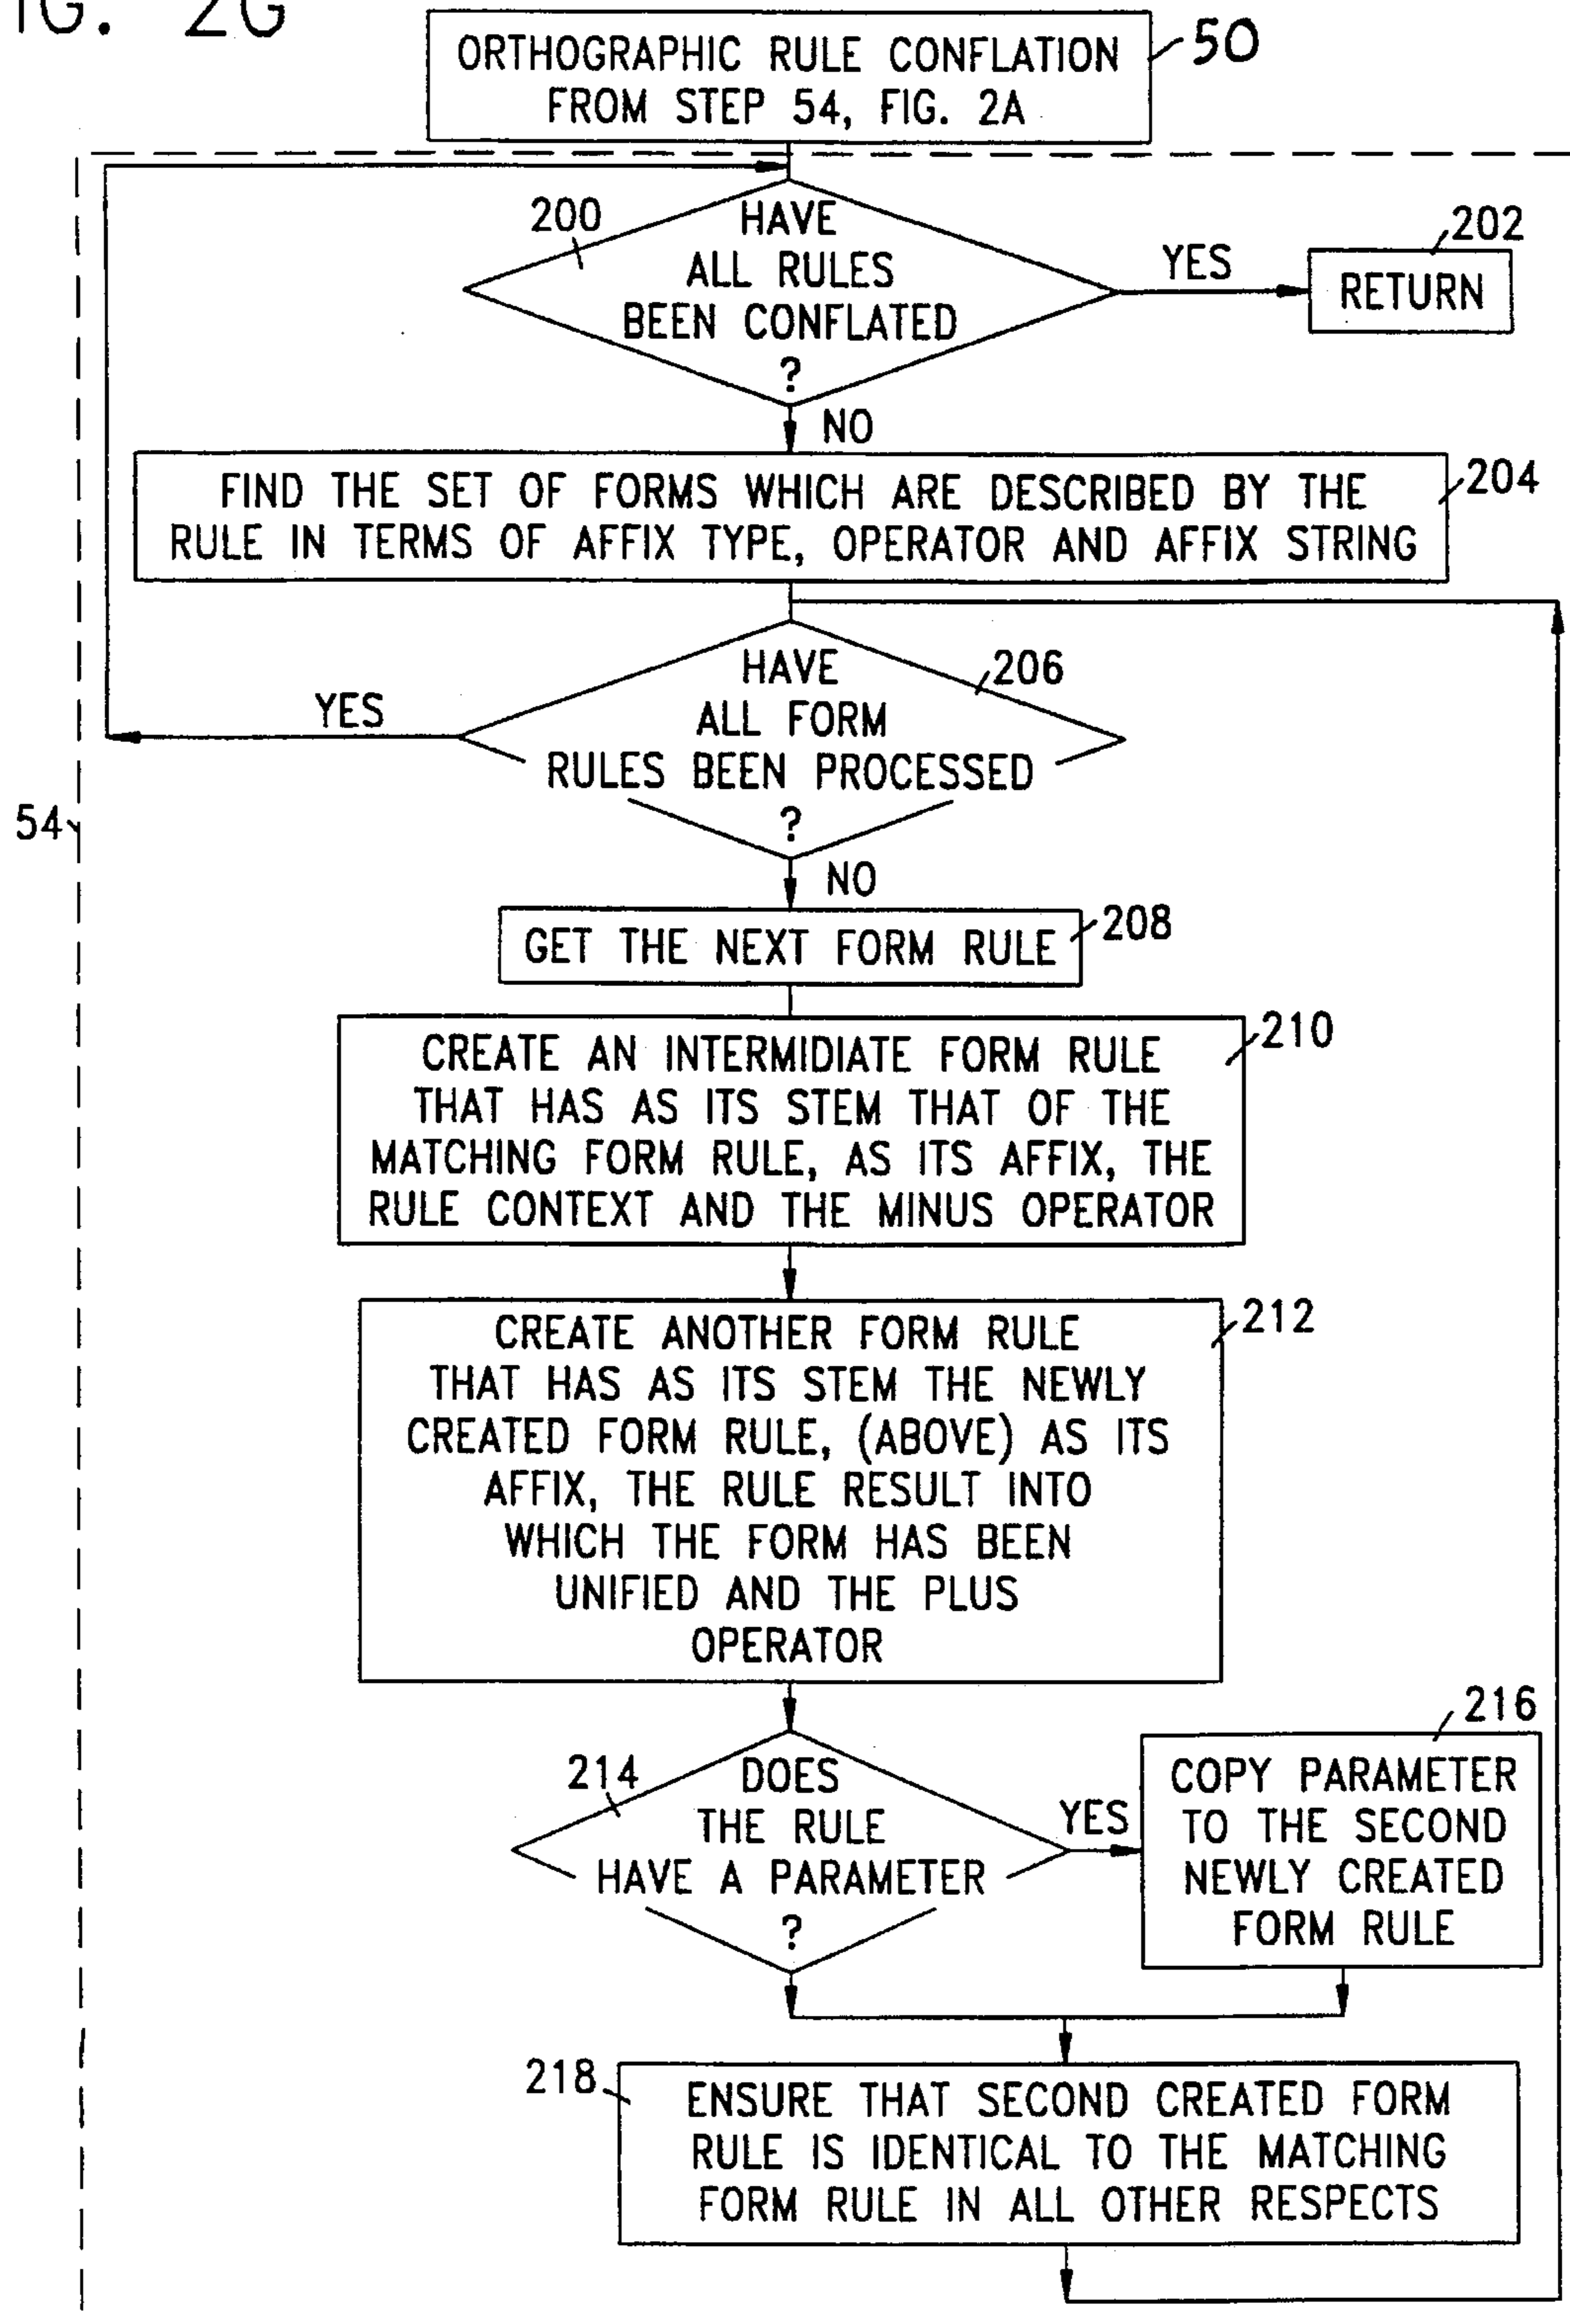 IG. 2G
ORTHOGRAPHIC RULE CONFLATION
FROM STEP 54, FIG. 2A
50
200
HAVE
ALL RULES
BEEN CONFLATED
?
YES
202
RETURN
NO
FIND THE SET OF FORMS WHICH ARE DESCRIBED BY THE
RULE IN TERMS OF AFFIX TYPE, OPERATOR AND AFFIX STRING
204
HAVE
ALL FORM
RULES BEEN PROCESSED
?
206
YES
54
NO
GET THE NEXT FORM RULE
208
CREATE AN INTERMIDIATE FORM RULE
THAT HAS AS ITS STEM THAT OF THE
MATCHING FORM RULE, AS ITS AFFIX, THE
RULE CONTEXT AND THE MINUS OPERATOR
210
CREATE ANOTHER FORM RULE
THAT HAS AS ITS STEM THE NEWLY
CREATED FORM RULE, (ABOVE) AS ITS
AFFIX, THE RULE RESULT INTO
WHICH THE FORM HAS BEEN
UNIFIED AND THE PLUS
OPERATOR
212
214
DOES
THE RULE
HAVE A PARAMETER
?
YES
216
COPY PARAMETER
TO THE SECOND
NEWLY CREATED
FORM RULE
218
ENSURE THAT SECOND CREATED FORM
RULE IS IDENTICAL TO THE MATCHING
FORM RULE IN ALL OTHER RESPECTS